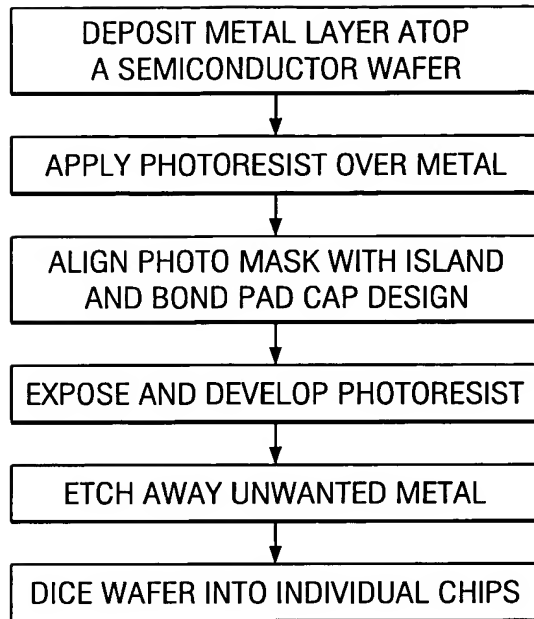 DEPOSIT METAL LAYER ATOP
A SEMICONDUCTOR WAFER
APPLY PHOTORESIST OVER METAL
ALIGN PHOTO MASK WITH ISLAND
AND BOND PAD CAP DESIGN
EXPOSE AND DEVELOP PHOTORESIST
ETCH AWAY UNWANTED METAL
DICE WAFER INTO INDIVIDUAL CHIPS